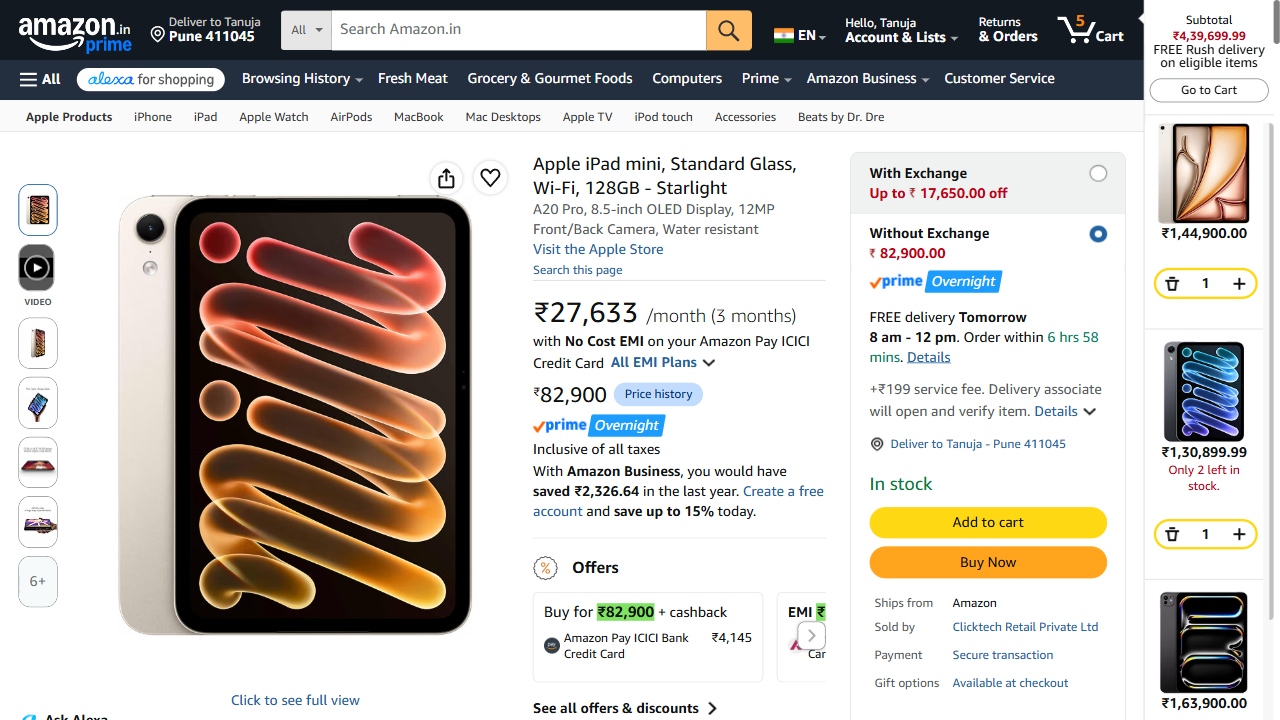 amazon.in
prime
Deliver to Tanuja
Pune 411045
All
Search Amazon.in
EN
Hello, Tanuja
Account & Lists
Returns
& Orders
5
Cart
All
alexa for shopping
Browsing History
Fresh Meat
Grocery & Gourmet Foods
Computers
Prime
Amazon Business
Customer Service
Apple Products
iPhone
iPad
Apple Watch
AirPods
MacBook
Mac Desktops
Apple TV
iPod touch
Accessories
Beats by Dr. Dre
VIDEO
6+
Click to see full view
Ask Alexa
Apple iPad mini, Standard Glass,
Wi-Fi, 128GB - Starlight
A20 Pro, 8.5-inch OLED Display, 12MP
Front/Back Camera, Water resistant
Visit the Apple Store
Search this page
₹27,633 /month (3 months)
with No Cost EMI on your Amazon Pay ICICI
Credit Card All EMI Plans
₹82,900 Price history
prime Overnight
Inclusive of all taxes
With Amazon Business, you would have
saved ₹2,326.64 in the last year. Create a free
account and save up to 15% today.
Offers
Buy for ₹82,900 + cashback
Amazon Pay ICICI Bank
Credit Card
₹4,145
EMI ₹
See all offers & discounts
With Exchange
Up to ₹ 17,650.00 off
Without Exchange
₹ 82,900.00
prime Overnight
FREE delivery Tomorrow
8 am - 12 pm. Order within 6 hrs 58
mins. Details
+₹199 service fee. Delivery associate
will open and verify item. Details
Deliver to Tanuja - Pune 411045
In stock
Add to cart
Buy Now
Ships from Amazon
Sold by Clicktech Retail Private Ltd
Payment Secure transaction
Gift options Available at checkout
Subtotal
₹4,39,699.99
FREE Rush delivery
on eligible items
Go to Cart
₹1,44,900.00
1
₹1,30,899.99
Only 2 left in
stock.
1
₹1,63,900.00